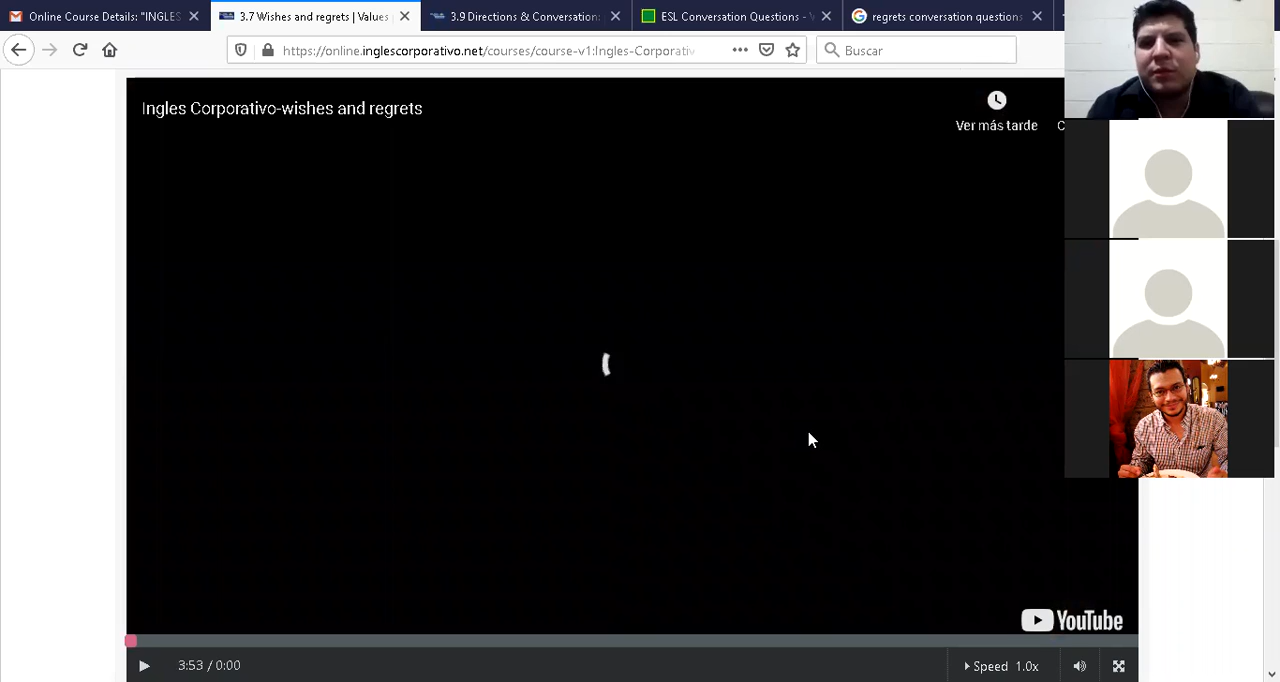 Online Course Details: "INGLES
3.7 Wishes and regrets | Values
3.9 Directions & Conversation:
ESL Conversation Questions -
regrets conversation questions
https://online.inglescorporativo.net/courses/course-v1:Ingles-Corporativ
Buscar
Ingles Corporativo-wishes and regrets
Ver más tarde
YouTube
3:53 / 0:00
Speed 1.0x